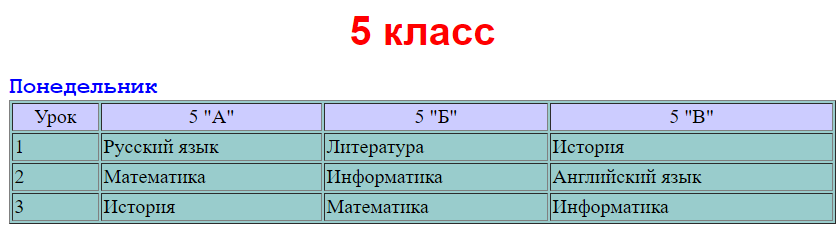 5 класс
Понедельник
Урок 5 "А" 5 "Б" 5 "В"
1 Русский язык Литература История
2 Математика Информатика Английский язык
3 История Математика Информатика